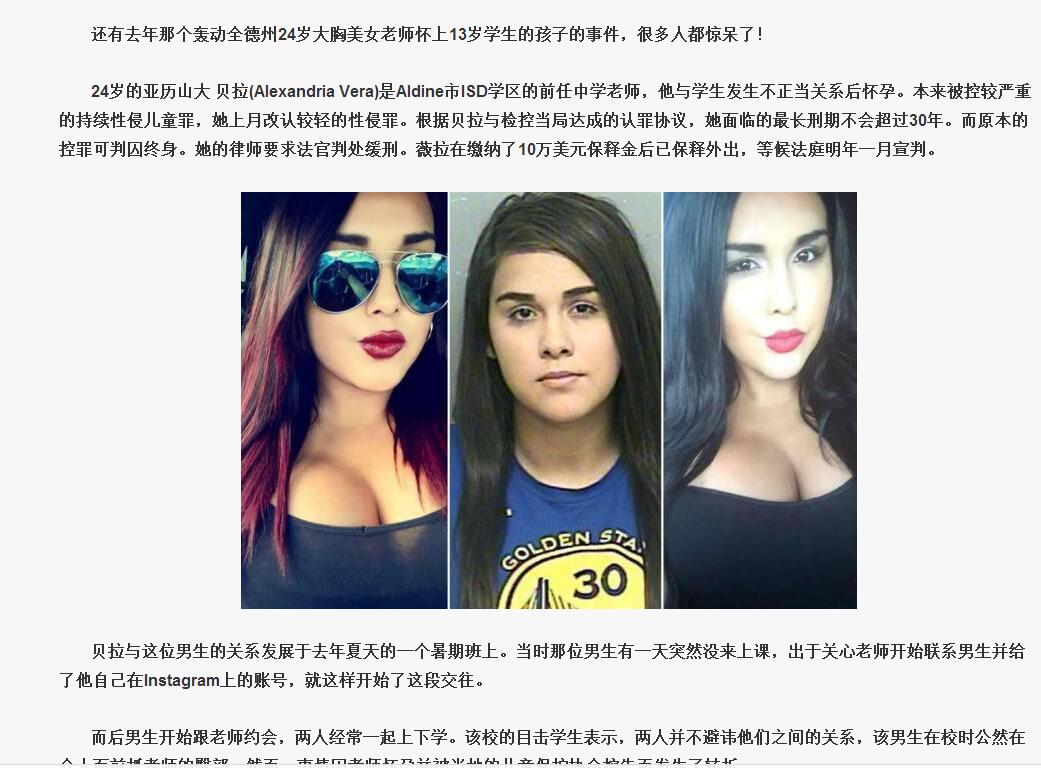 还有去年那个轰动全德州24岁大胸美女老师怀上13岁学生的孩子的事件，很多人都惊呆了！
24岁的亚历山大 贝拉(Alexandria Vera)是Aldine市ISD学区的前任中学老师，他与学生发生不正当关系后怀孕。本来被控较严重
的持续性侵儿童罪，她上月改认较轻的性侵罪。根据贝拉与检控当局达成的认罪协议，她面临的最长刑期不会超过30年。而原本的
控罪可判囚终身。她的律师要求法官判处缓刑。薇拉在缴纳了10万美元保释金后已保释外出，等候法庭明年一月宣判。
GOLDEN STA
30
贝拉与这位男生的关系发展于去年夏天的一个暑期班上。当时那位男生有一天突然没来上课，出于关心老师开始联系男生并给
了他自己在Instagram上的账号，就这样开始了这段交往。
而后男生开始跟老师约会，两人经常一起上下学。该校的目击学生表示，两人并不避讳他们之间的关系，该男生在校时公然在